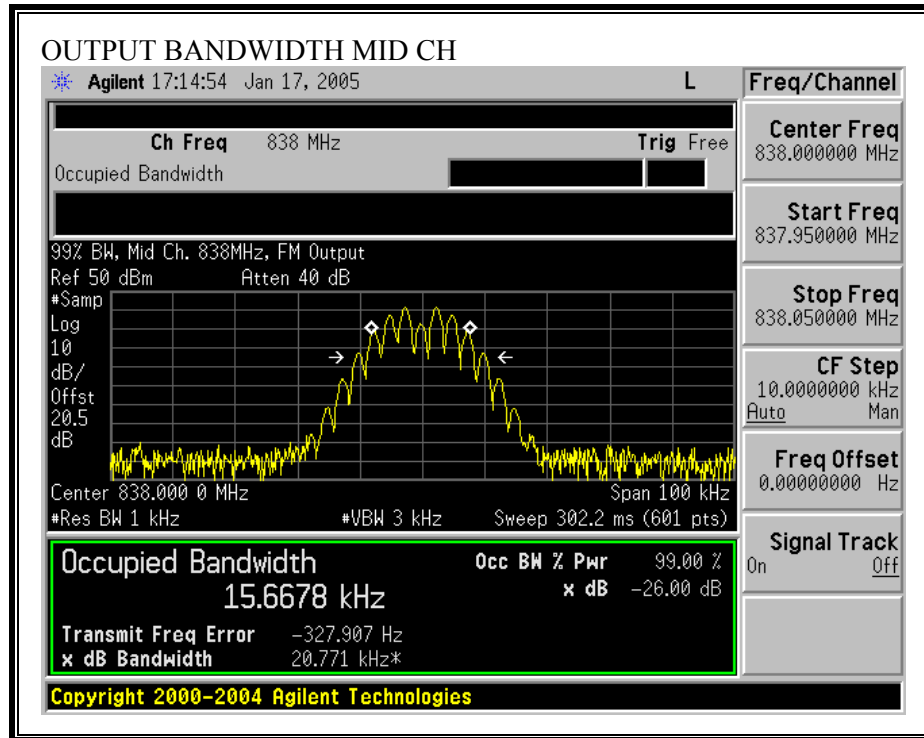 OUTPUT BANDWIDTH MID CH
Agilent 17:14:54 Jan 17, 2005 L
Freq/Channel
Ch Freq 838 MHz Trig Free
Occupied Bandwidth
Center Freq
838.000000 MHz
Start Freq
837.950000 MHz
Stop Freq
838.050000 MHz
CF Step
10.0000000 kHz
Auto Man
Freq Offset
0.00000000 Hz
Signal Track
On Off
99% BW, Mid Ch. 838MHz, FM Output
Ref 50 dBm Atten 40 dB
#Samp
Log
10
dB/
Offst
20.5
dB
Center 838.000 0 MHz Span 100 kHz
#Res BW 1 kHz #VBW 3 kHz Sweep 302.2 ms (601 pts)
Occupied Bandwidth Occ BW % Pwr 99.00 %
15.6678 kHz x dB -26.00 dB
Transmit Freq Error -327.907 Hz
x dB Bandwidth 20.771 kHz*
Copyright 2000-2004 Agilent Technologies